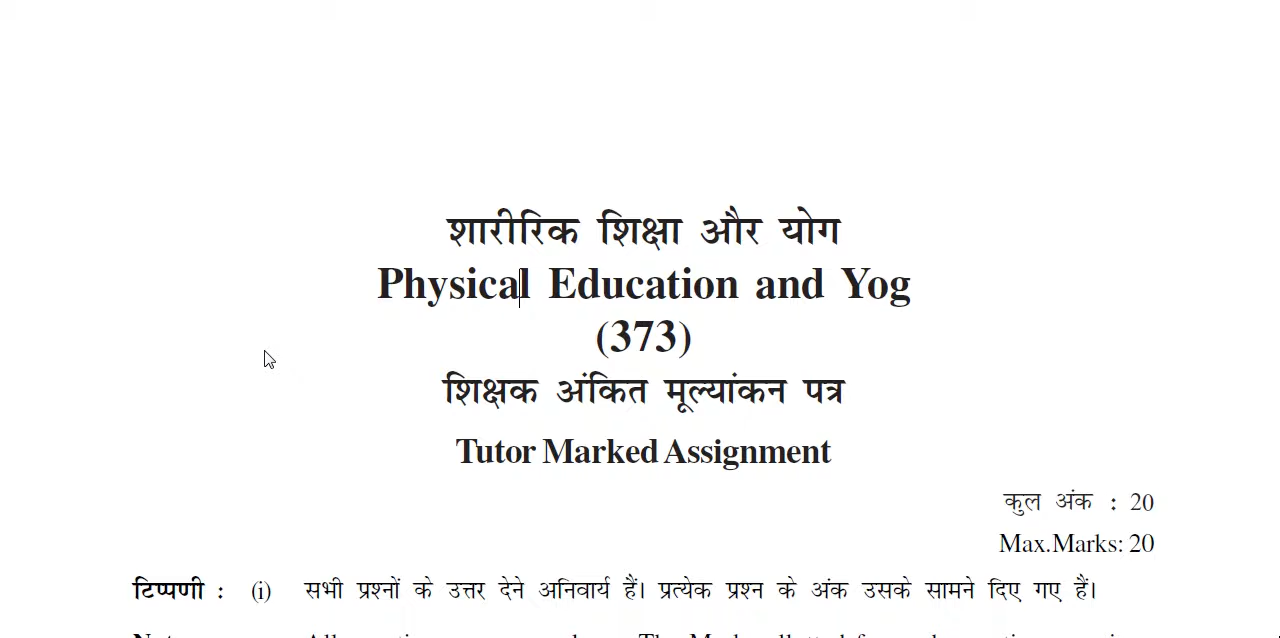 शारीरिक शिक्षा और योग
Physical Education and Yog
(373)
शिक्षक अंकित मूल्यांकन पत्र
Tutor Marked Assignment
कुल अंक : 20
Max.Marks: 20
टिप्पणी : (i) सभी प्रश्नों के उत्तर देने अनिवार्य हैं। प्रत्येक प्रश्न के अंक उसके सामने दिए गए हैं।